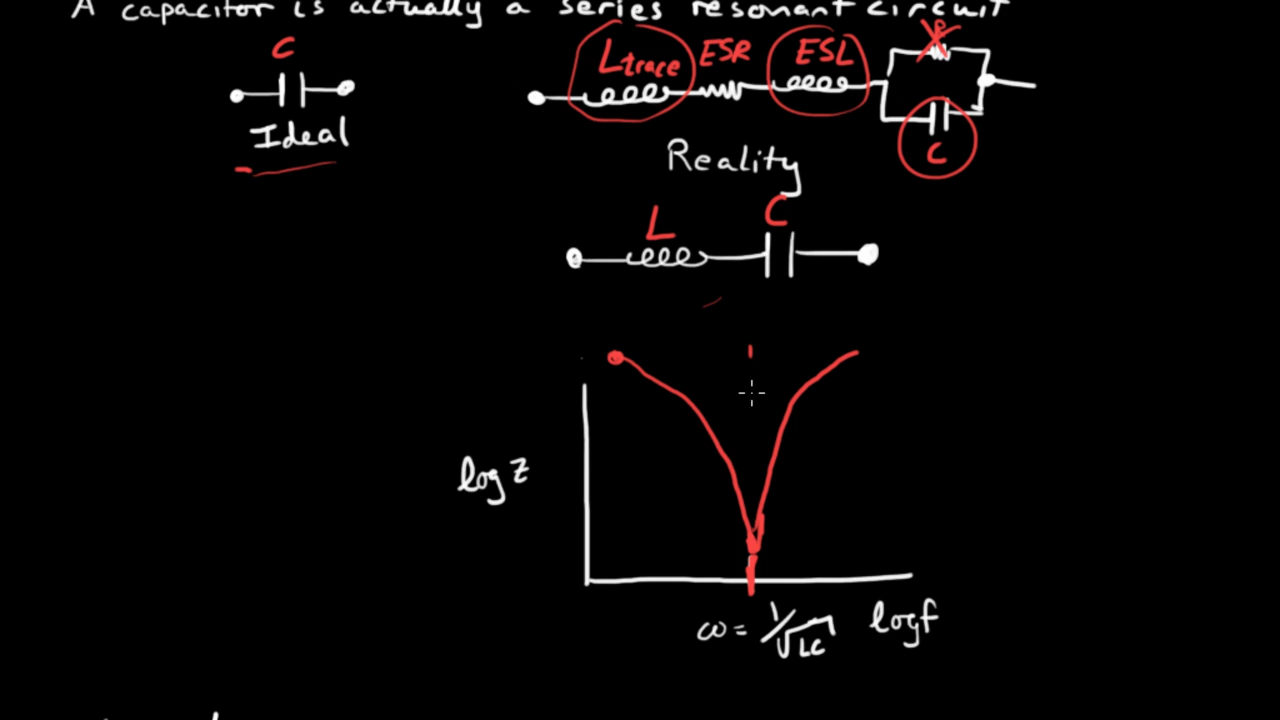 A capacitor is actually a series resonant circuit
C
Ltrace ESR ESL
Ideal
C
Reality
L C
log z
ω = 1/√LC log f